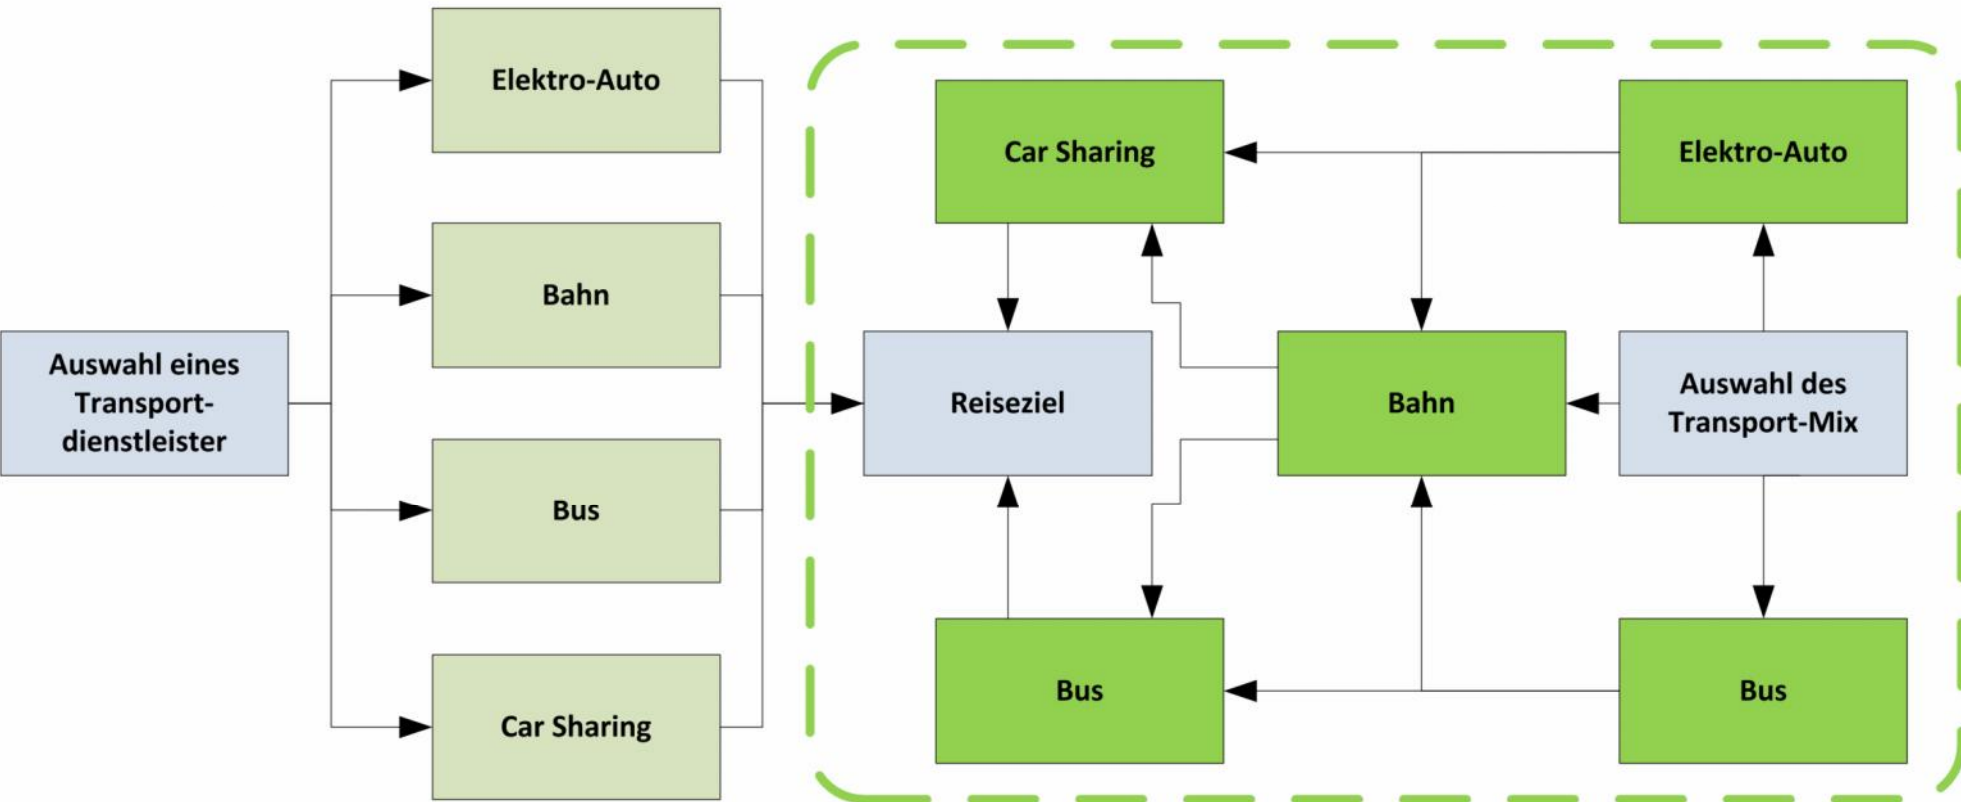 Elektro-Auto
Bahn
Auswahl eines
Transport-
dienstleister
Bus
Car Sharing
Car Sharing
Elektro-Auto
Reiseziel
Bahn
Auswahl des
Transport-Mix
Bus
Bus